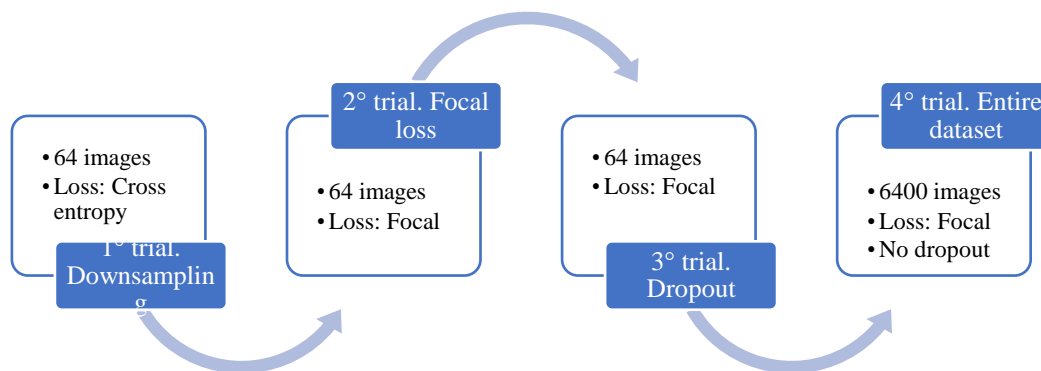 • 64 images
• Loss: Cross
entropy
1° trial.
Downsamplin
g
2° trial. Focal
loss
• 64 images
• Loss: Focal
• 64 images
• Loss: Focal
3° trial.
Dropout
4° trial. Entire
dataset
• 6400 images
• Loss: Focal
• No dropout